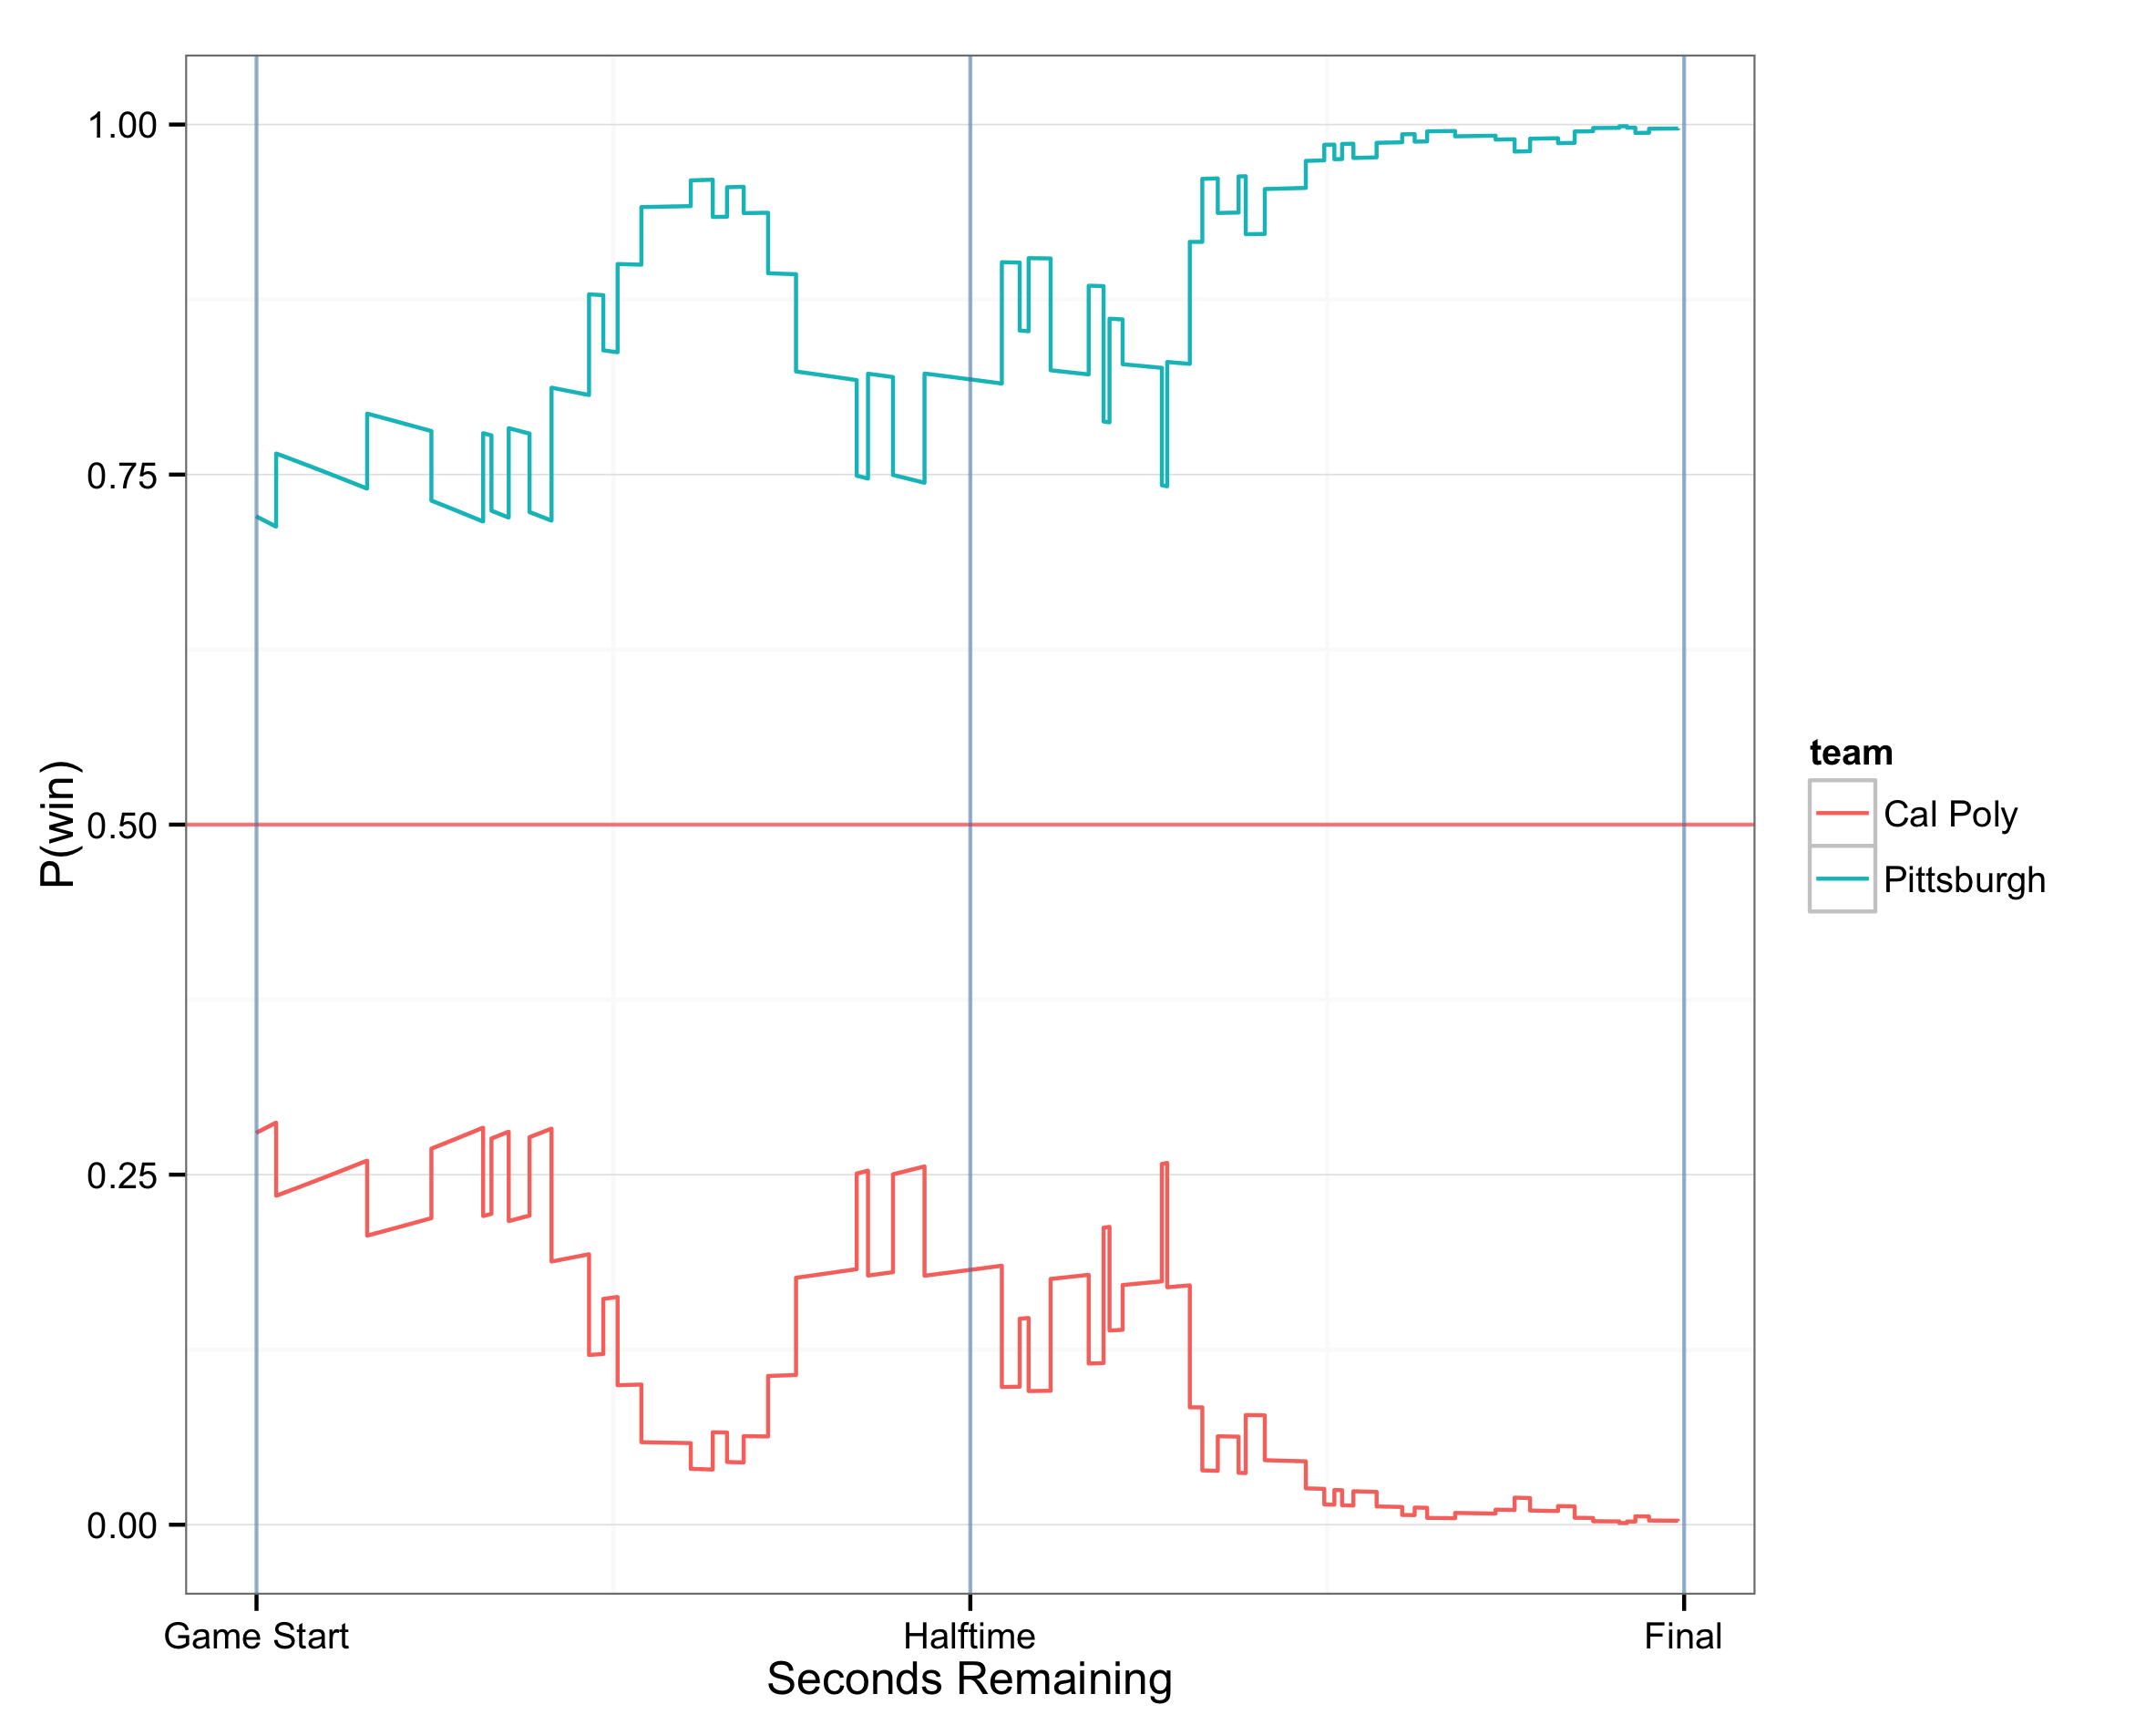 1.00
0.75
0.50
0.25
0.00
P(win)
Game Start
Halftime
Final
Seconds Remaining
team
Cal Poly
Pittsburgh